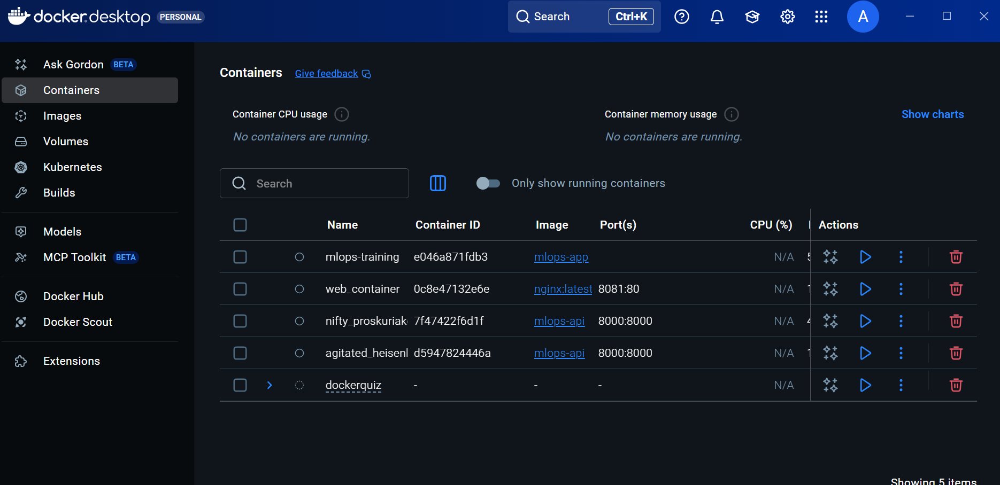 docker desktop PERSONAL Search Ctrl+K A
Ask Gordon BETA
Containers
Images
Volumes
Kubernetes
Builds
Models
MCP Toolkit BETA
Docker Hub
Docker Scout
Extensions
Containers Give feedback
Container CPU usage Container memory usage Show charts
No containers are running. No containers are running.
Search Only show running containers
Name Container ID Image Port(s) CPU (%) Actions
mlops-training e046a871fdb3 mlops-app N/A 5
web_container 0c8e47132e6e nginx:latest 8081:80 N/A 1
nifty_proskuriak 7f47422f6d1f mlops-api 8000:8000 N/A 4
agitated_heisenl d5947824446a mlops-api 8000:8000 N/A 1
dockerquiz - - - N/A
Showing 5 items